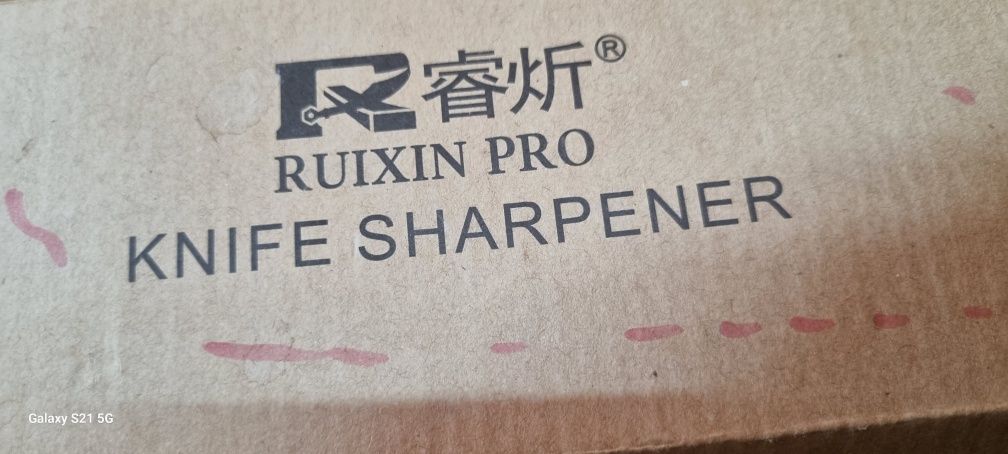 睿炘®
RUIXIN PRO
KNIFE SHARPENER
Galaxy S21 5G